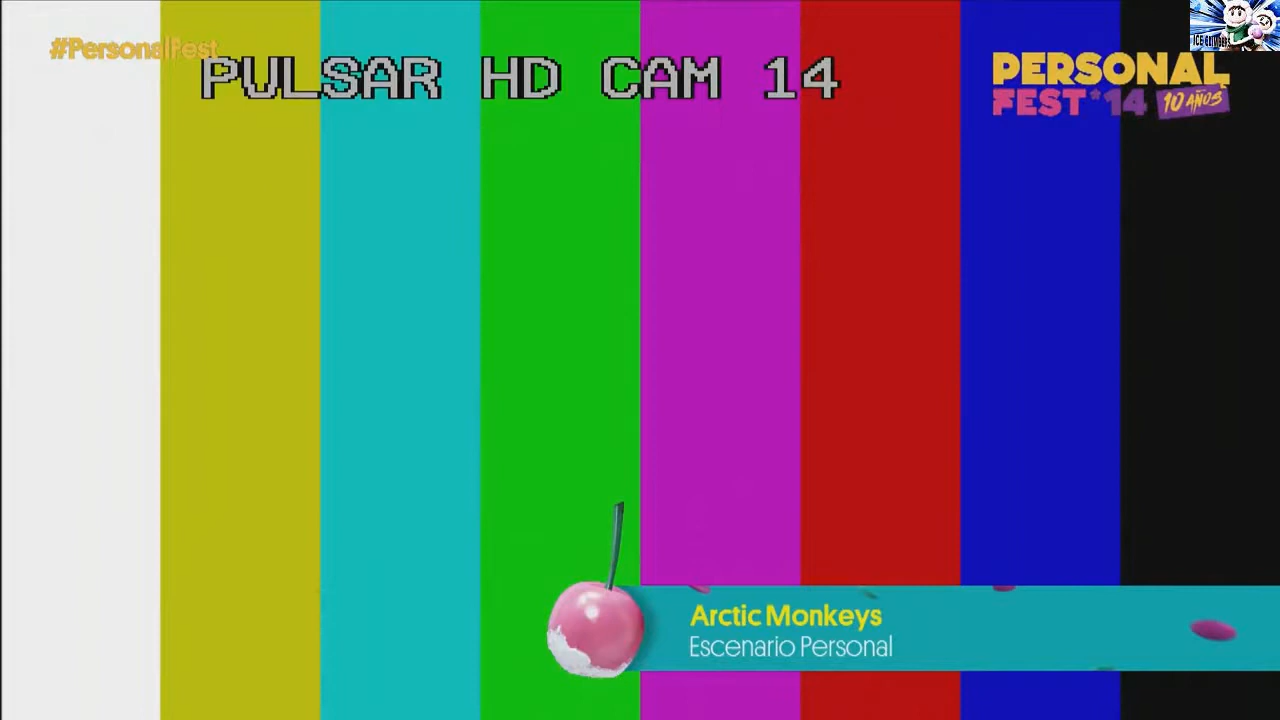 #PersonalFest
PULSAR HD CAM 14
PERSONAL
FEST*14 10 AÑOS
Arctic Monkeys
Escenario Personal